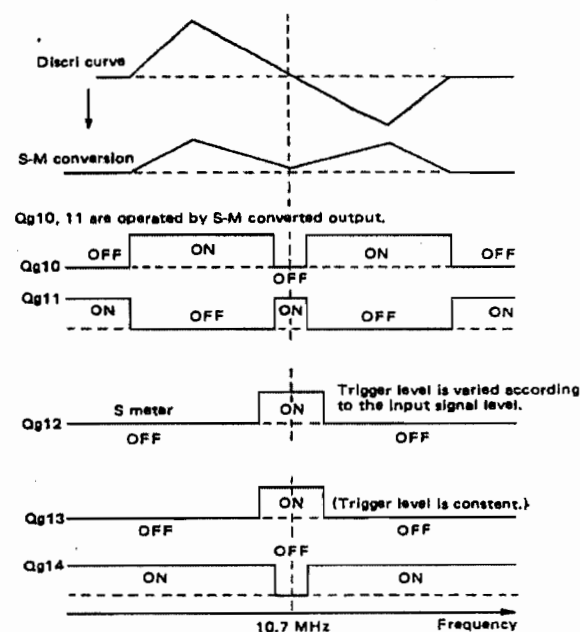 Discri curve
S-M conversion
Qg10, 11 are operated by S-M converted output.
OFF ON ON OFF
Qg10
OFF
Qg11
ON OFF ON OFF ON
Trigger level is varied according
to the input signal level.
S meter ON
Qg12
OFF OFF
ON (Trigger level is constant.}
Qg13
OFF OFF
OFF
Qg14
ON ON
10.7 MHz Frequency